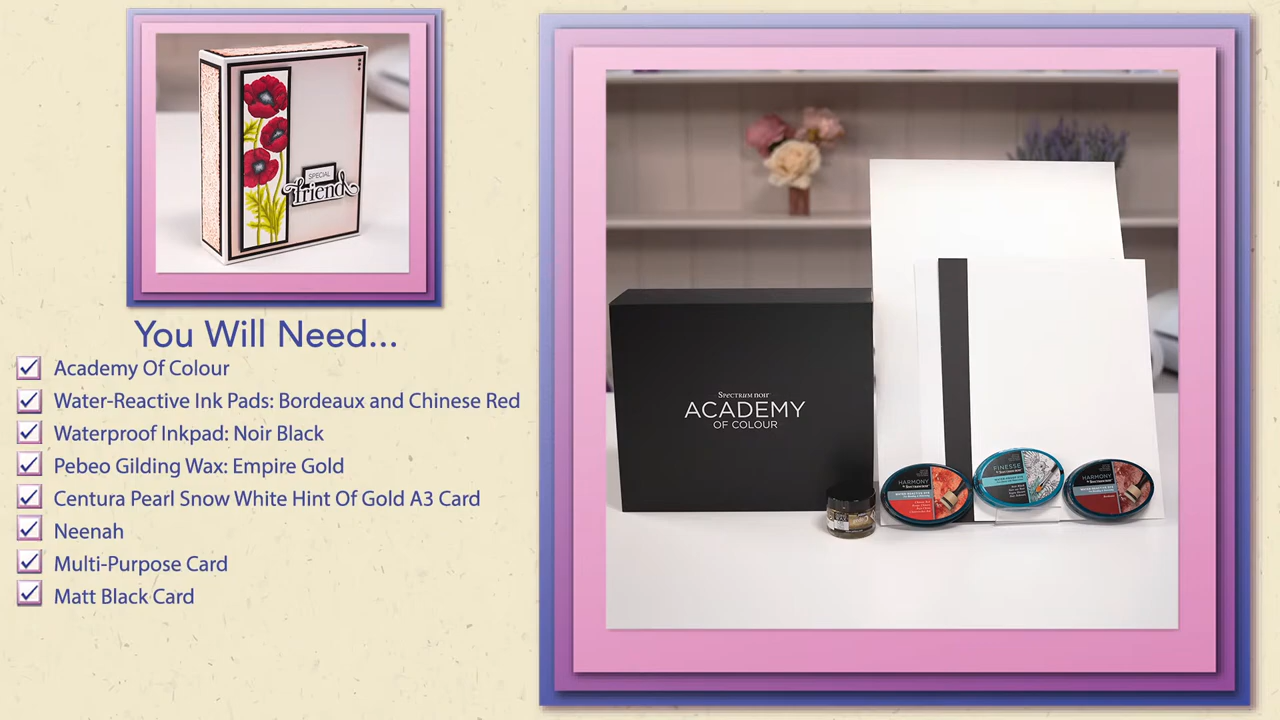 SPECIAL
friend
You Will Need...
Academy Of Colour
Water-Reactive Ink Pads: Bordeaux and Chinese Red
Waterproof Inkpad: Noir Black
Pebeo Gilding Wax: Empire Gold
Centura Pearl Snow White Hint Of Gold A3 Card
Neenah
Multi-Purpose Card
Matt Black Card
SPECTRUM NOIR
ACADEMY
OF COLOUR
HARMONY
FINESSE
HARMONY